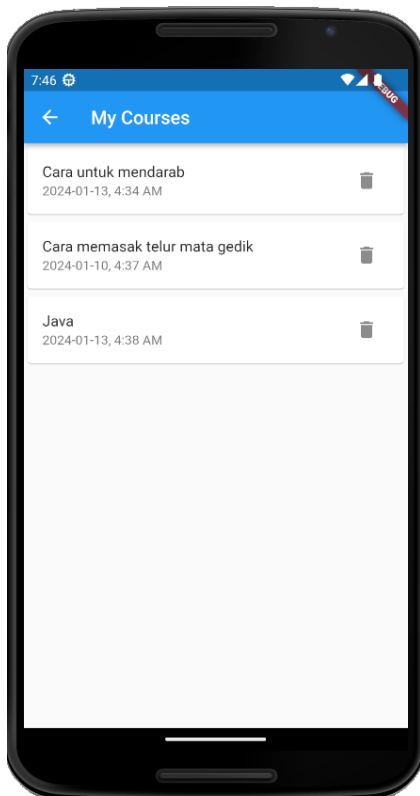 7:46
DEBUG
My Courses
Cara untuk mendarab
2024-01-13, 4:34 AM
Cara memasak telur mata gedik
2024-01-10, 4:37 AM
Java
2024-01-13, 4:38 AM